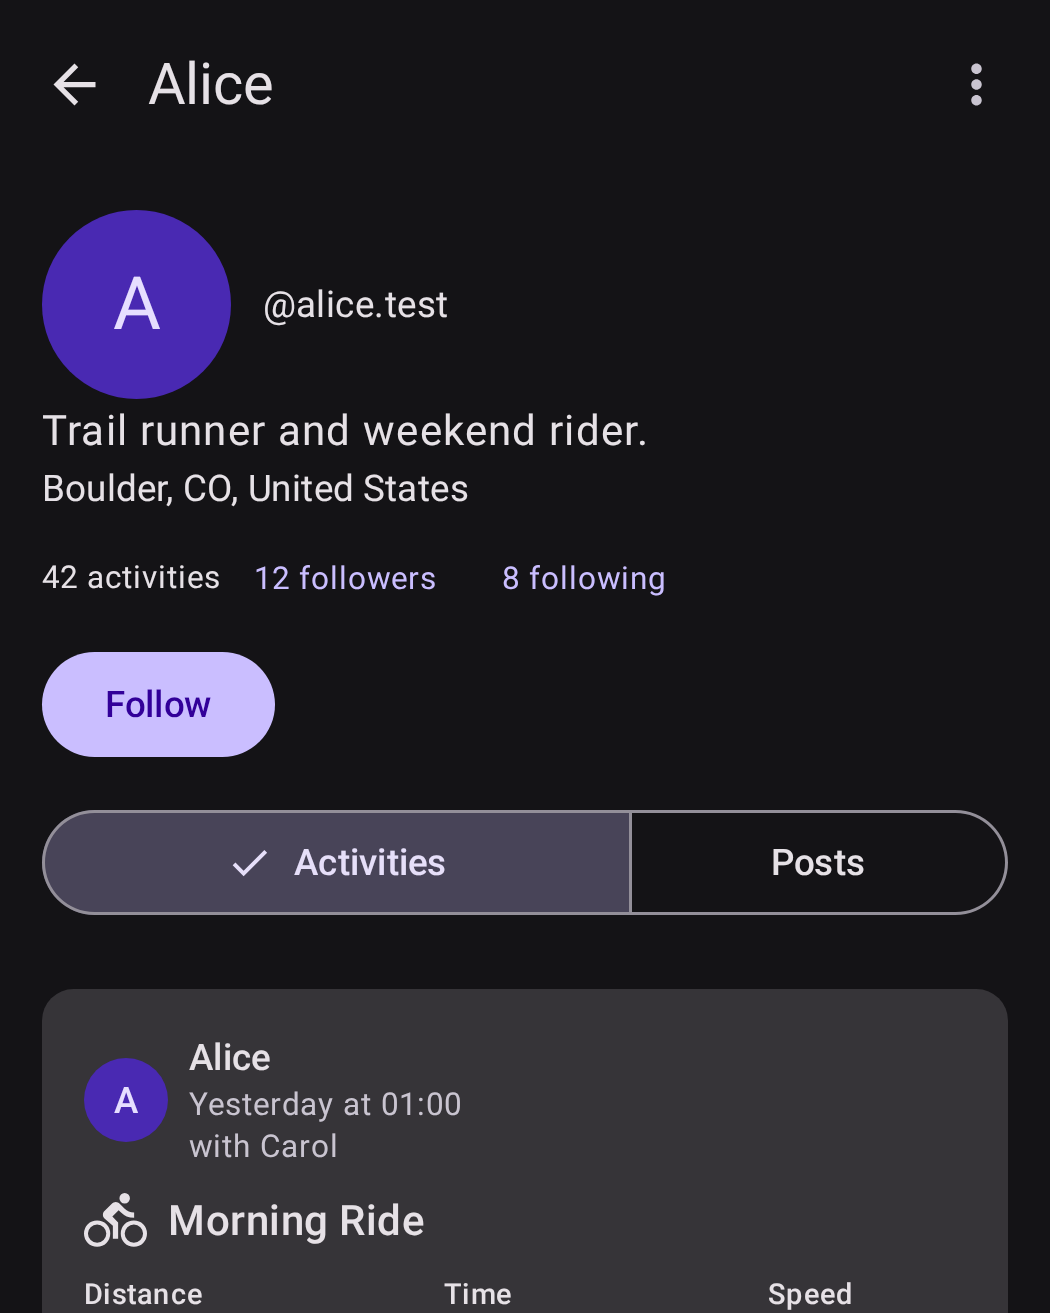 Alice
A
@alice.test
Trail runner and weekend rider.
Boulder, CO, United States
42 activities 12 followers 8 following
Follow
Activities Posts
Alice
A
Yesterday at 01:00
with Carol
Morning Ride
Distance Time Speed